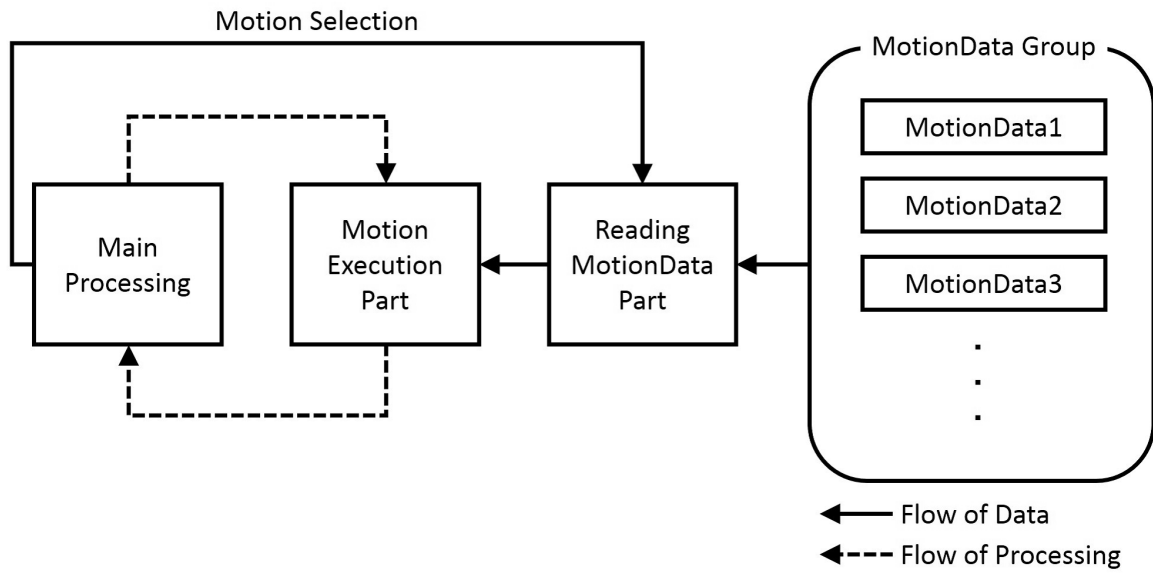 Motion Selection
MotionData Group
MotionData1
MotionData2
MotionData3
Main
Processing
Motion
Execution
Part
Reading
MotionData
Part
Flow of Data
Flow of Processing